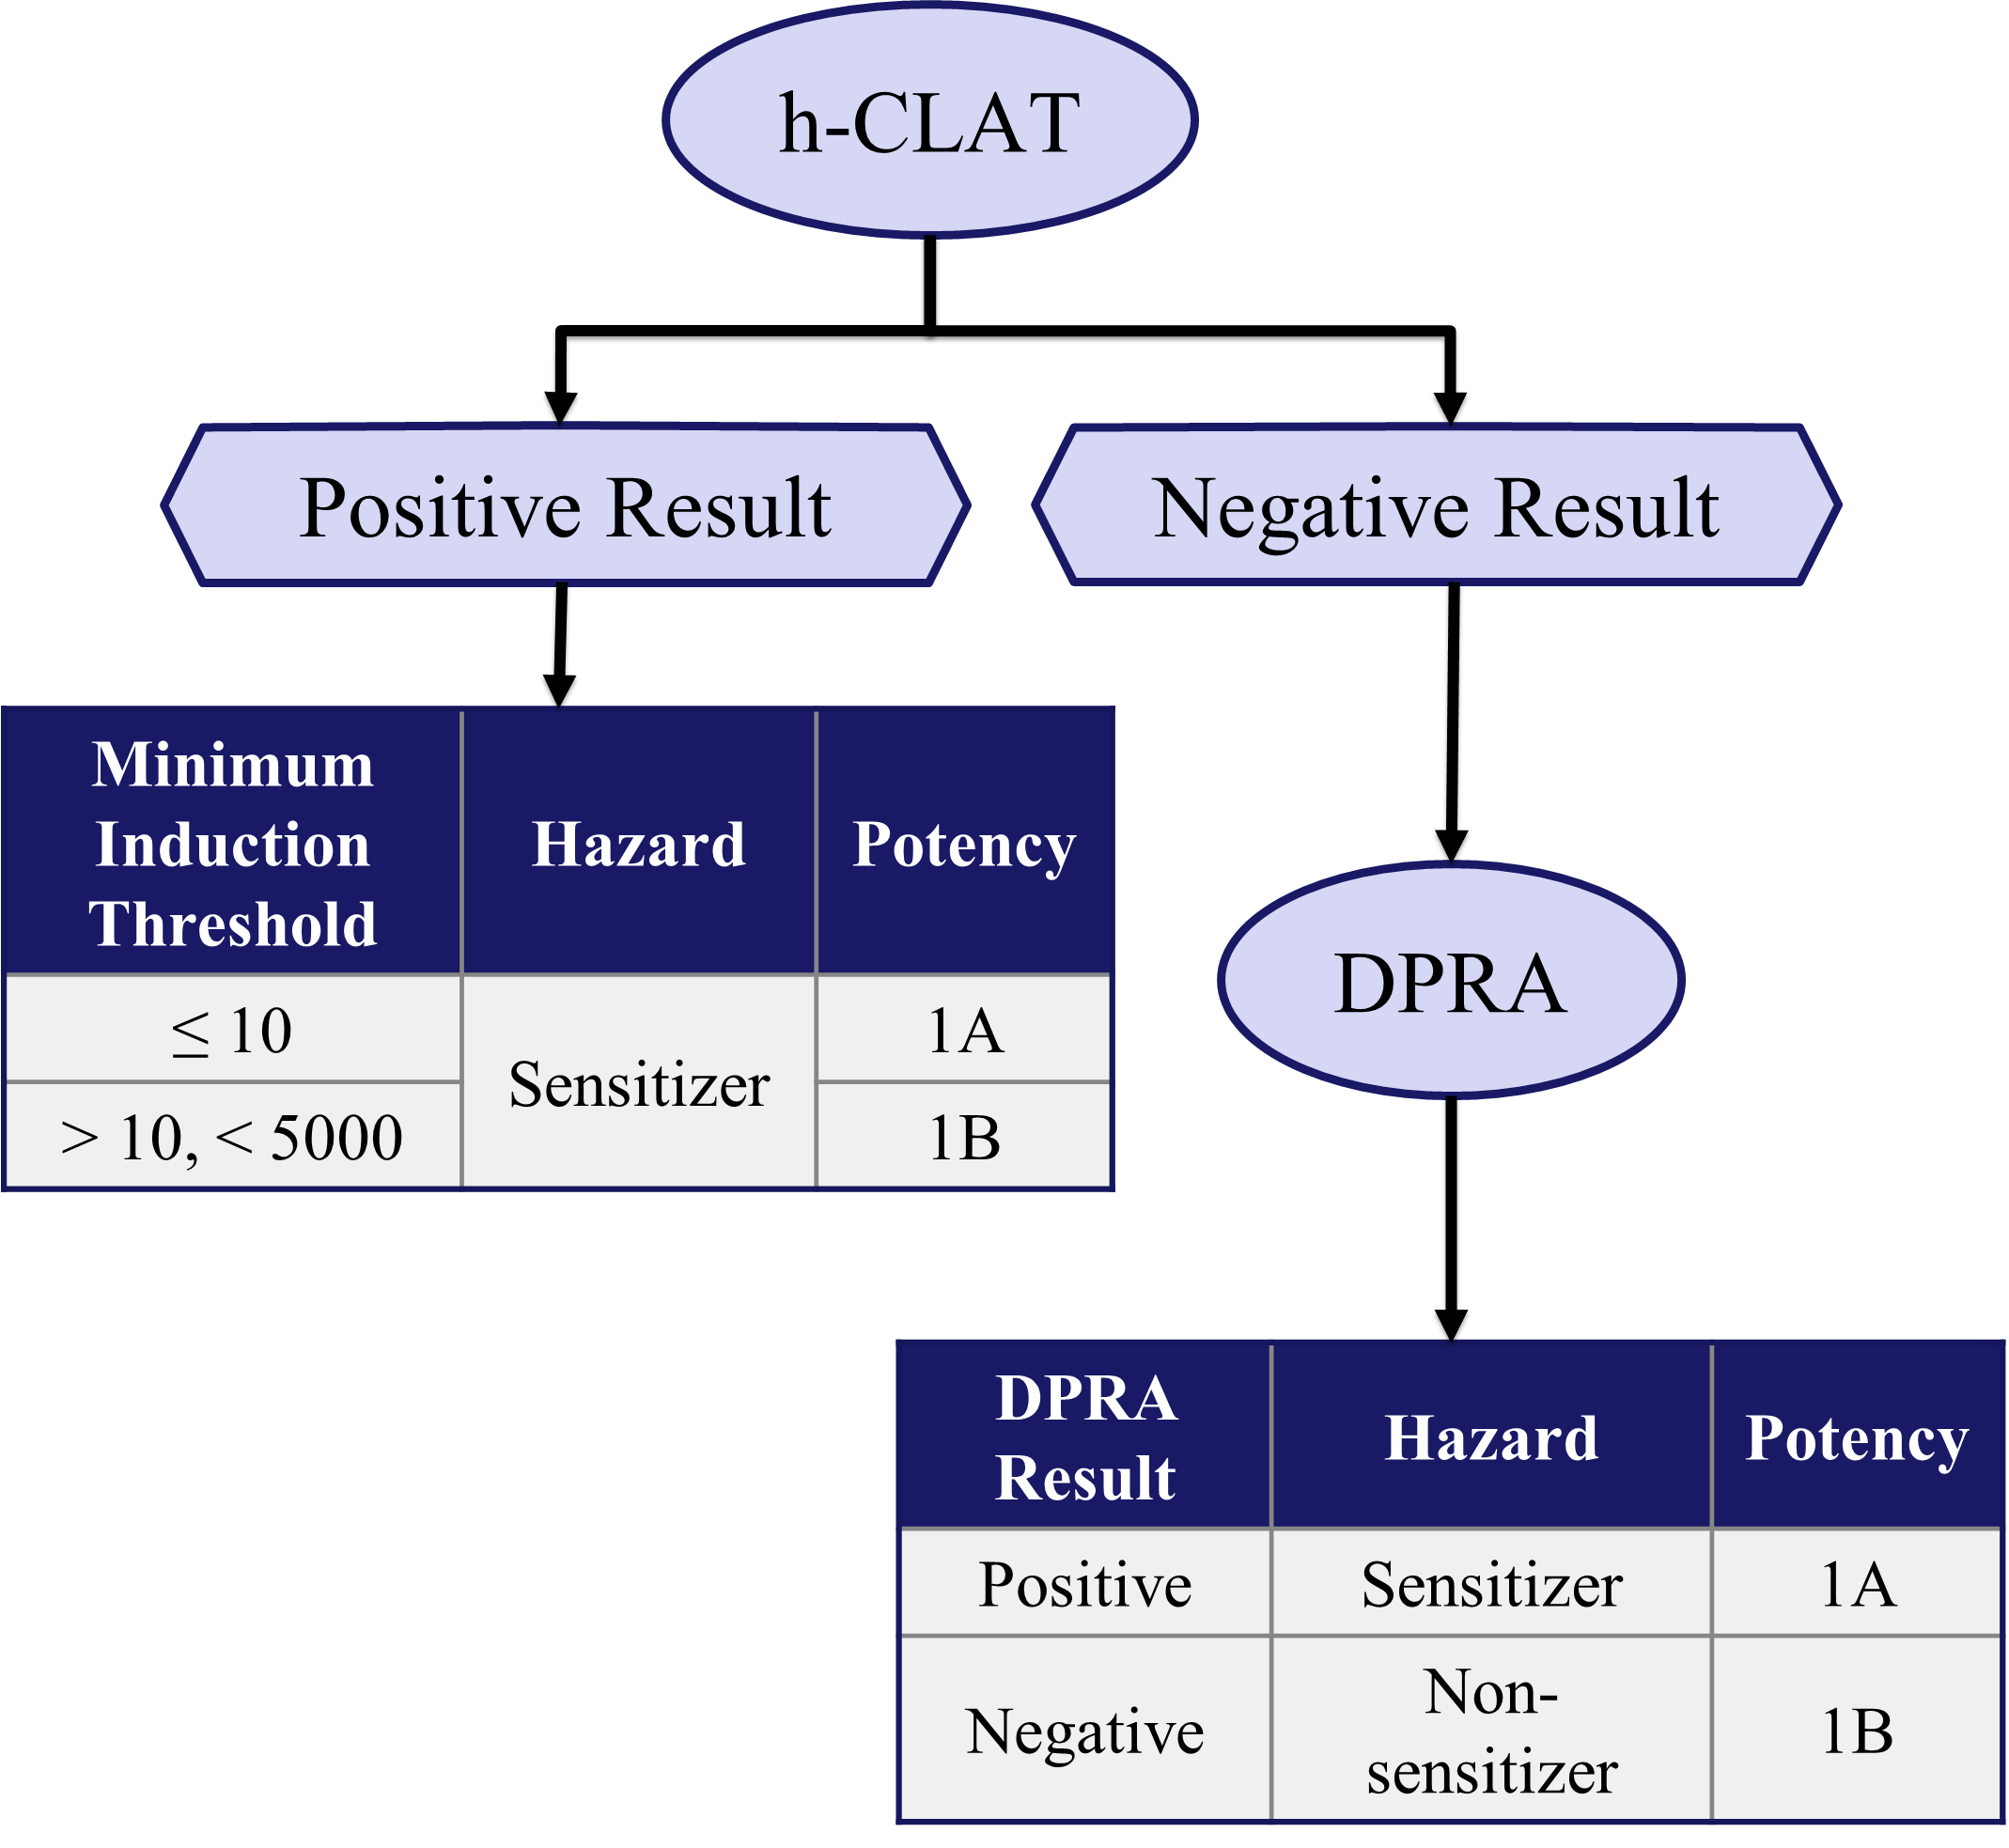 h-CLAT
Positive Result
Negative Result
Minimum
Induction
Threshold
Hazard
Potency
≤ 10
Sensitizer
1A
> 10, < 5000
1B
DPRA
DPRA
Result
Hazard
Potency
Positive
Sensitizer
1A
Negative
Non-
sensitizer
1B